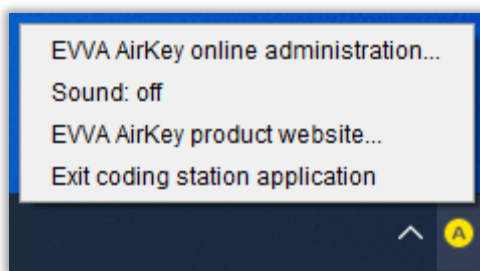 EVVA AirKey online administration...
Sound: off
EVVA AirKey product website...
Exit coding station application
A